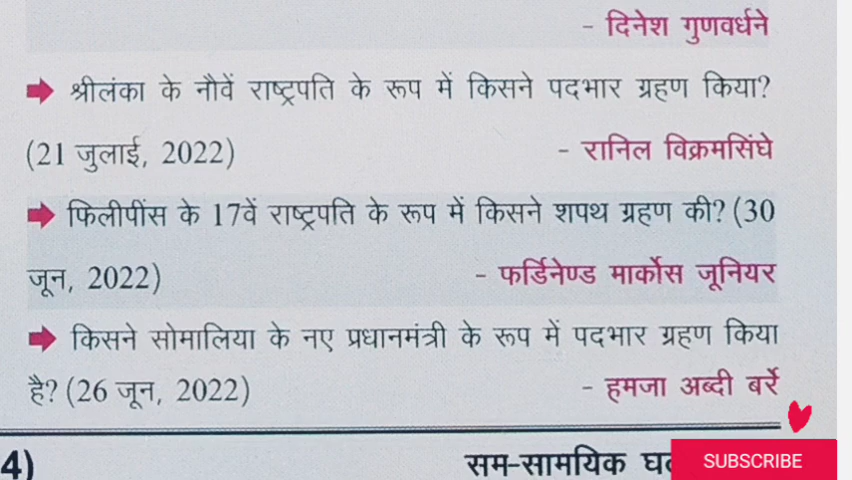 - दिनेश गुणवर्धने
श्रीलंका के नौवें राष्ट्रपति के रूप में किसने पदभार ग्रहण किया?
(21 जुलाई, 2022) - रानिल विक्रमसिंघे
फिलीपींस के 17वें राष्ट्रपति के रूप में किसने शपथ ग्रहण की? (30
जून, 2022) - फर्डिनेण्ड मार्कोस जूनियर
किसने सोमालिया के नए प्रधानमंत्री के रूप में पदभार ग्रहण किया
है? (26 जून, 2022) - हमजा अब्दी बर्रे
4) सम-सामयिक
SUBSCRIBE